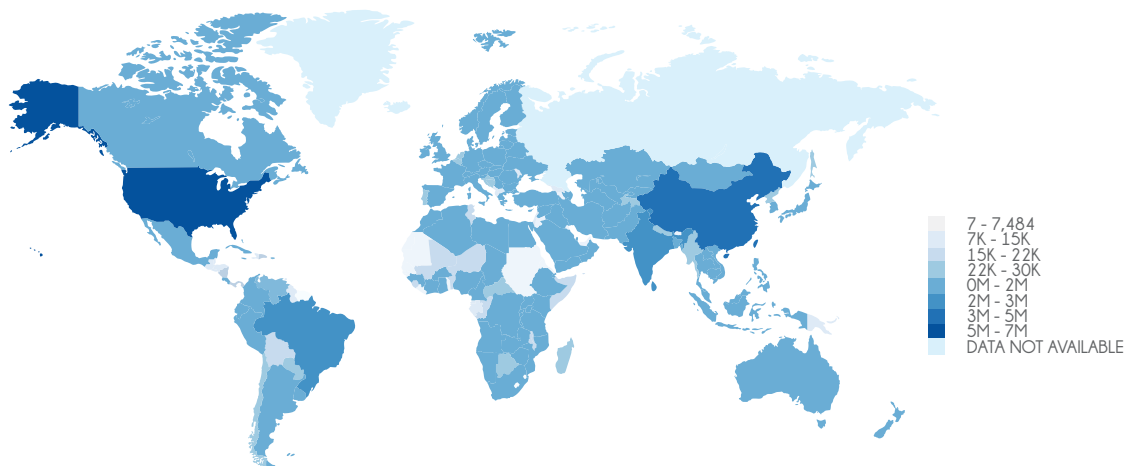 7 - 7,484
7K - 15K
15K - 22K
22K - 30K
0M - 2M
2M - 3M
3M - 5M
5M - 7M
DATA NOT AVAILABLE